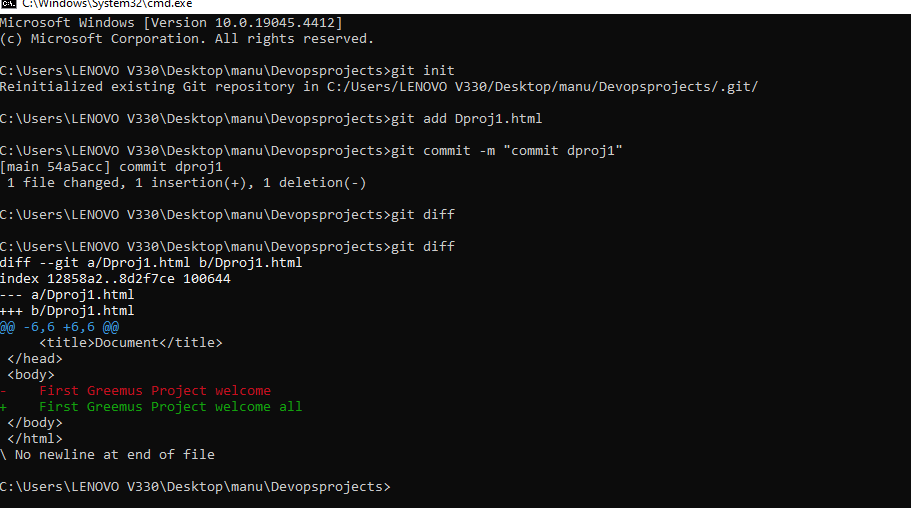 C:\Windows\System32\cmd.exe
Microsoft Windows [Version 10.0.19045.4412]
(c) Microsoft Corporation. All rights reserved.
C:\Users\LENOVO V330\Desktop\manu\Devopsprojects>git init
Reinitialized existing Git repository in C:/Users/LENOVO V330/Desktop/manu/Devopsprojects/.git/
C:\Users\LENOVO V330\Desktop\manu\Devopsprojects>git add Dproj1.html
C:\Users\LENOVO V330\Desktop\manu\Devopsprojects>git commit -m "commit dproj1"
[main 54a5acc] commit dproj1
 1 file changed, 1 insertion(+), 1 deletion(-)
C:\Users\LENOVO V330\Desktop\manu\Devopsprojects>git diff
C:\Users\LENOVO V330\Desktop\manu\Devopsprojects>git diff
diff --git a/Dproj1.html b/Dproj1.html
index 12858a2..8d2f7ce 100644
--- a/Dproj1.html
+++ b/Dproj1.html
@@ -6,6 +6,6 @@
     <title>Document</title>
 </head>
 <body>
-    First Greemus Project welcome
+    First Greemus Project welcome all
 </body>
 </html>
\ No newline at end of file
C:\Users\LENOVO V330\Desktop\manu\Devopsprojects>